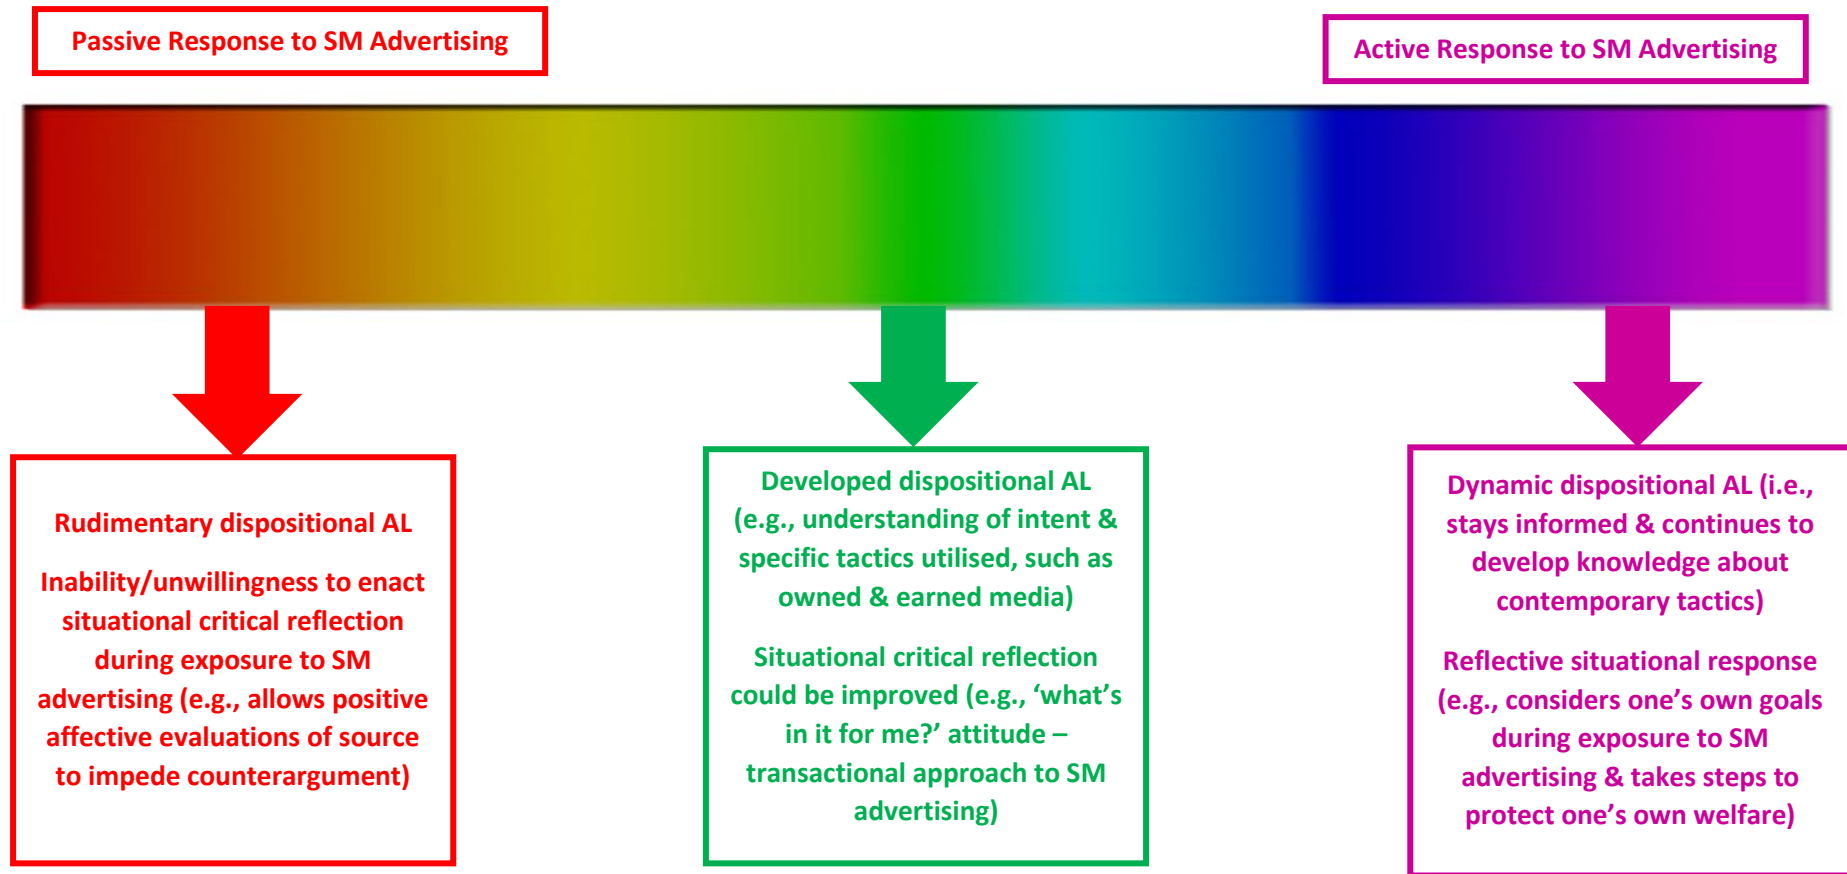 Passive Response to SM Advertising
Active Response to SM Advertising
Rudimentary dispositional AL
Inability/unwillingness to enact
situational critical reflection
during exposure to SM
advertising (e.g., allows positive
affective evaluations of source
to impede counterargument)
Developed dispositional AL
(e.g., understanding of intent &
specific tactics utilised, such as
owned & earned media)
Situational critical reflection
could be improved (e.g., ‘what’s
in it for me?’ attitude –
transactional approach to SM
advertising)
Dynamic dispositional AL (i.e.,
stays informed & continues to
develop knowledge about
contemporary tactics)
Reflective situational response
(e.g., considers one’s own goals
during exposure to SM
advertising & takes steps to
protect one’s own welfare)